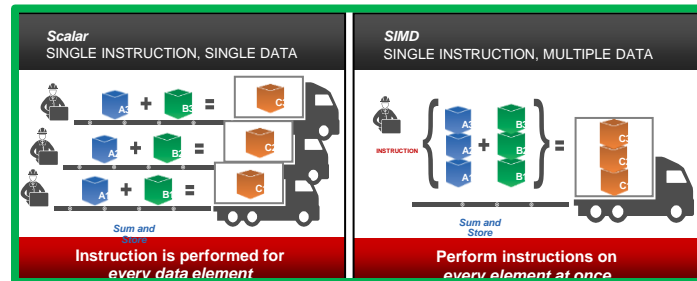 Scalar
SINGLE INSTRUCTION, SINGLE DATA
A3 + B3 = C3
A2 + B2 = C2
A1 + B1 = C1
Sum and
Store
Instruction is performed for
every data element
SIMD
SINGLE INSTRUCTION, MULTIPLE DATA
INSTRUCTION
{ A3 B3 } C3
A2 + B2 = C2
A1 B1 C1
Sum and
Store
Perform instructions on
every element at once